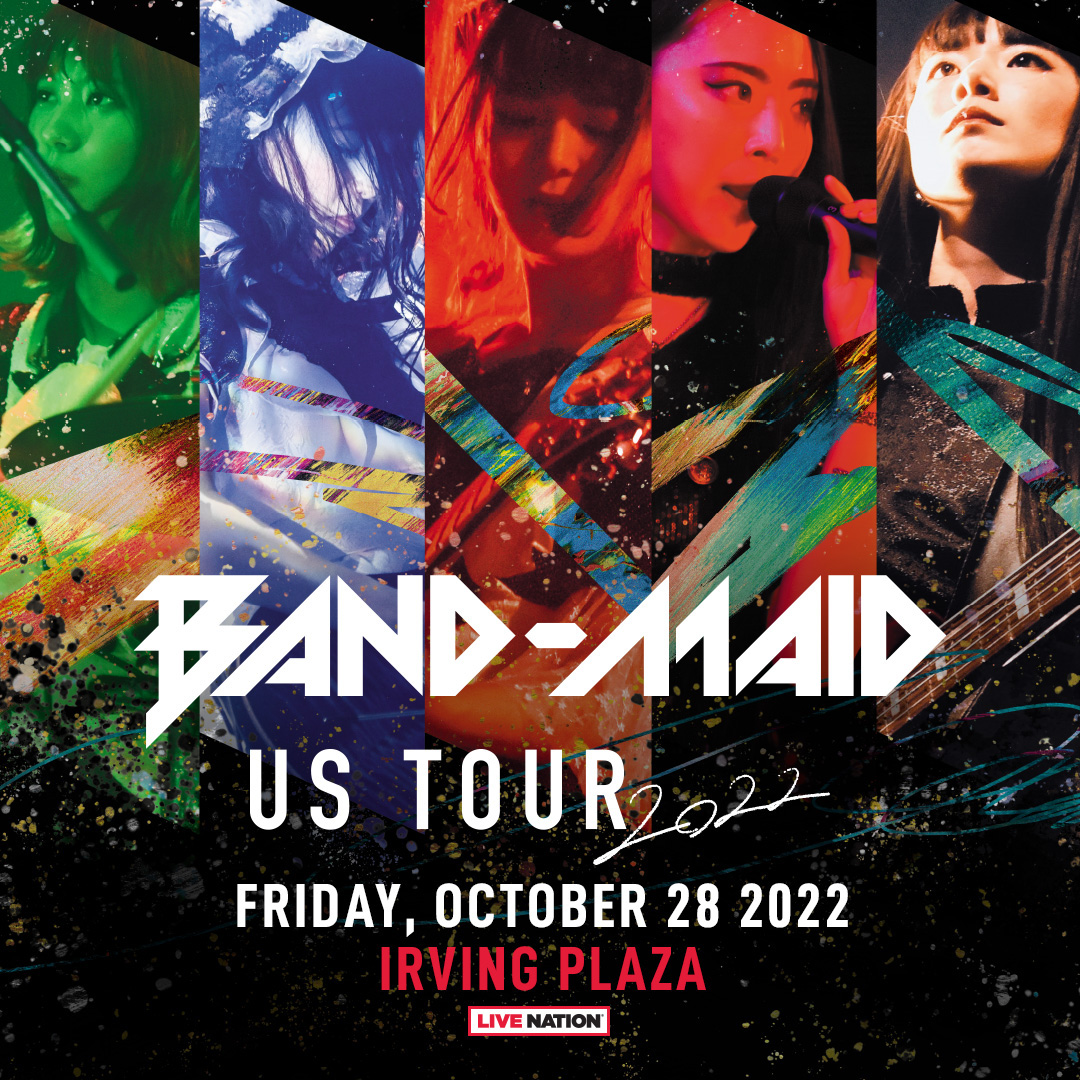 BAND-MAID
US TOUR 2022
FRIDAY, OCTOBER 28 2022
IRVING PLAZA
LIVE NATION